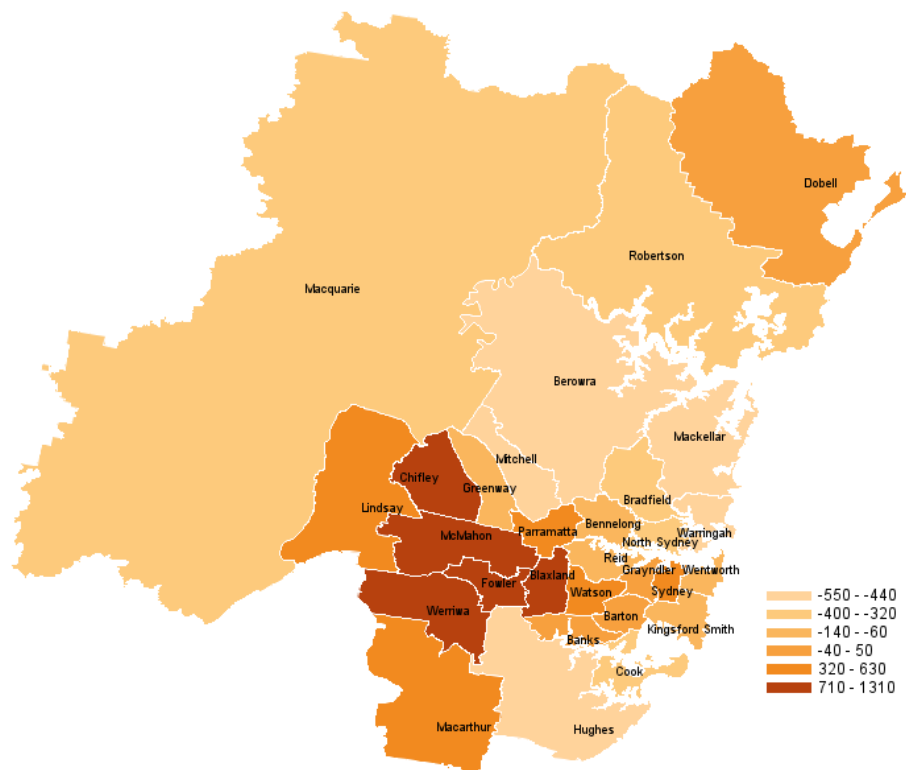 Dobell
Robertson
Macquarie
Berowra
Mackellar
Mitchell
Chifley
Greenway
Bradfield
Lindsay
Bennelong
Parramatta
McMahon
Warringah
North Sydney
Reid
Grayndler
Wentworth
Blaxland
Fowler
Watson
Sydney
Werriwa
Barton
Kingsford Smith
Banks
Cook
Macarthur
Hughes
-550 - -440
-400 - -320
-140 - -60
-40 - 50
320 - 630
710 - 1310